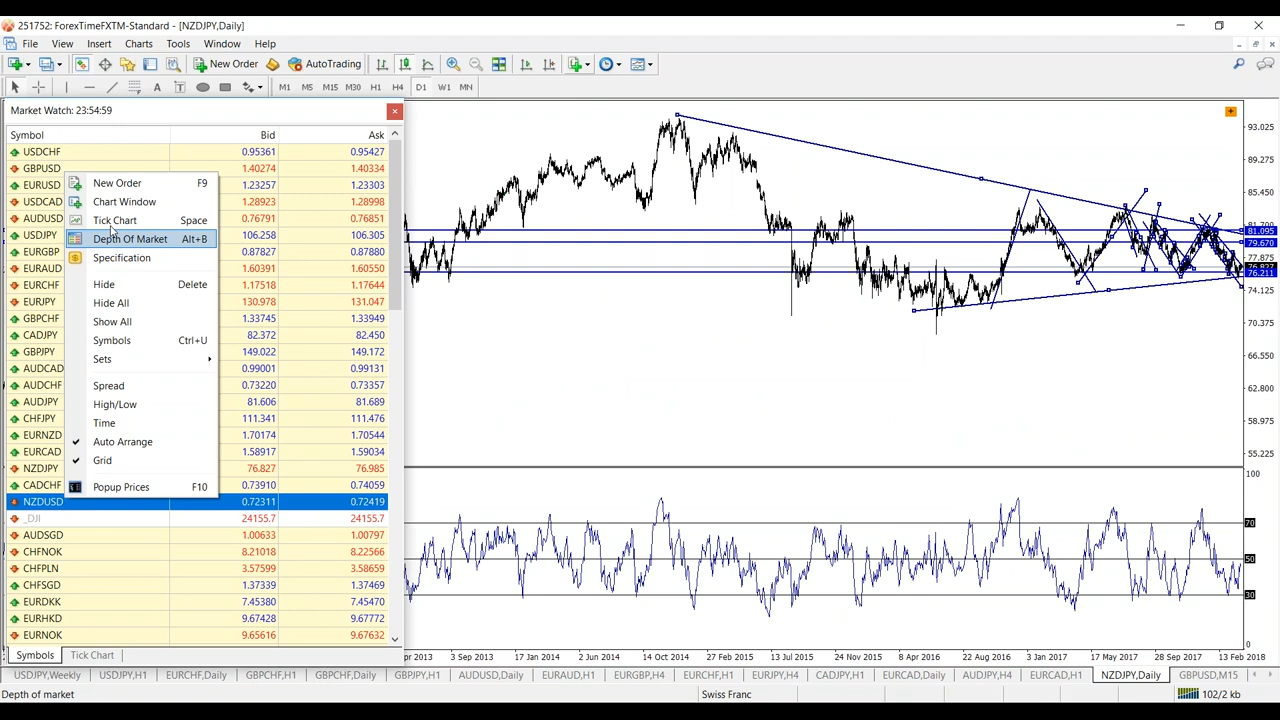 251752: ForexTimeFXTM-Standard - [NZDJPY,Daily]
File View Insert Charts Tools Window Help
New Order AutoTrading
A T M1 M5 M15 M30 H1 H4 D1 W1 MN
Market Watch: 23:54:59
Symbol Bid Ask
USDCHF 0.95361 0.95427
GBPUSD 1.40274 1.40334
EURUSD 1.23257 1.23303
USDCAD 1.28923 1.28998
AUDUSD 0.76791 0.76851
USDJPY 106.258 106.305
EURGBP 0.87827 0.87880
EURAUD 1.60391 1.60550
EURCHF 1.17518 1.17644
EURJPY 130.978 131.047
GBPCHF 1.33745 1.33949
CADJPY 82.372 82.450
GBPJPY 149.022 149.172
AUDCAD 0.99001 0.99131
AUDCHF 0.73220 0.73357
AUDJPY 81.606 81.689
CHFJPY 111.341 111.476
EURNZD 1.70174 1.70544
EURCAD 1.58917 1.59034
NZDJPY 76.827 76.985
CADCHF 0.73910 0.74059
NZDUSD 0.72311 0.72419
_DJI 24155.7 24155.7
AUDSGD 1.00633 1.00797
CHFNOK 8.21018 8.22566
CHFPLN 3.57599 3.58659
CHFSGD 1.37339 1.37469
EURDKK 7.45380 7.45470
EURHKD 9.67428 9.67772
EURNOK 9.65616 9.67632
Symbols Tick Chart
New Order F9
Chart Window
Tick Chart Space
Depth Of Market Alt+B
Specification
Hide Delete
Hide All
Show All
Symbols Ctrl+U
Sets
Spread
High/Low
Time
Auto Arrange
Grid
Popup Prices F10
93.025
89.275
85.450
81.095
79.670
77.875
76.211
74.125
70.375
66.550
62.800
58.975
55.225
100
70
50
30
0
3 Sep 2013 17 Jan 2014 2 Jun 2014 14 Oct 2014 27 Feb 2015 13 Jul 2015 24 Nov 2015 8 Apr 2016 22 Aug 2016 3 Jan 2017 17 May 2017 28 Sep 2017 13 Feb 2018
USDJPY,Weekly USDJPY,H1 EURCHF,Daily GBPCHF,H1 GBPCHF,Daily GBPJPY,H1 AUDUSD,Daily EURAUD,H1 EURGBP,H4 EURCHF,H1 EURJPY,H4 CADJPY,H1 EURCAD,Daily AUDJPY,H4 EURCAD,H1 NZDJPY,Daily GBPUSD,M15
Depth of market Swiss Franc 102/2 kb